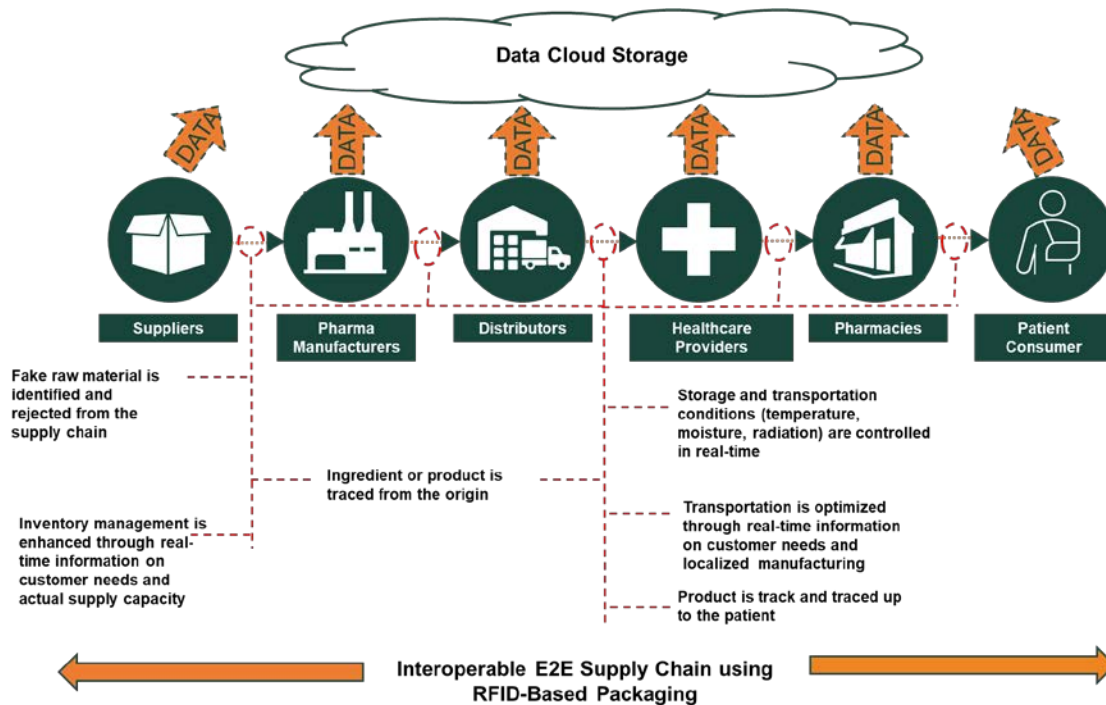 Data Cloud Storage
DATA
DATA
DATA
DATA
DATA
DATA
Suppliers
Pharma
Manufacturers
Distributors
Healthcare
Providers
Pharmacies
Patient
Consumer
Fake raw material is
identified and
rejected from the
supply chain
Storage and transportation
conditions (temperature,
moisture, radiation) are controlled
in real-time
Ingredient or product is
traced from the origin
Inventory management is
enhanced through real-
time information on
customer needs and
actual supply capacity
Transportation is optimized
through real-time information
on customer needs and
localized manufacturing
Product is track and traced up
to the patient
Interoperable E2E Supply Chain using
RFID-Based Packaging